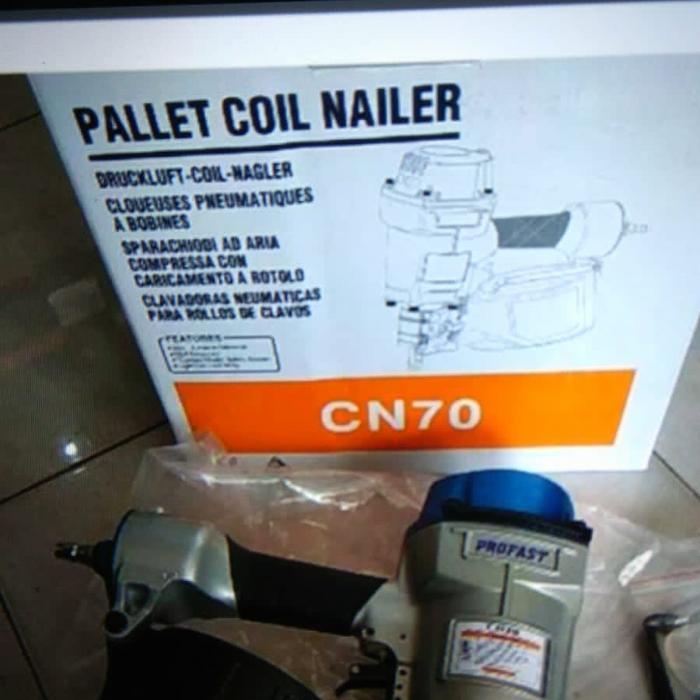 PALLET COIL NAILER
DRUCKLUFT-COIL-NAGLER
CLOUEUSES PNEUMATIQUES
A BOBINES
SPARACHIODI AD ARIA
COMPRESSA CON
CARICAMENTO A ROTOLO
CLAVADORAS NEUMATICAS
PARA ROLLOS DE CLAVOS
FEATURES
CN70
PROFAST
CN70